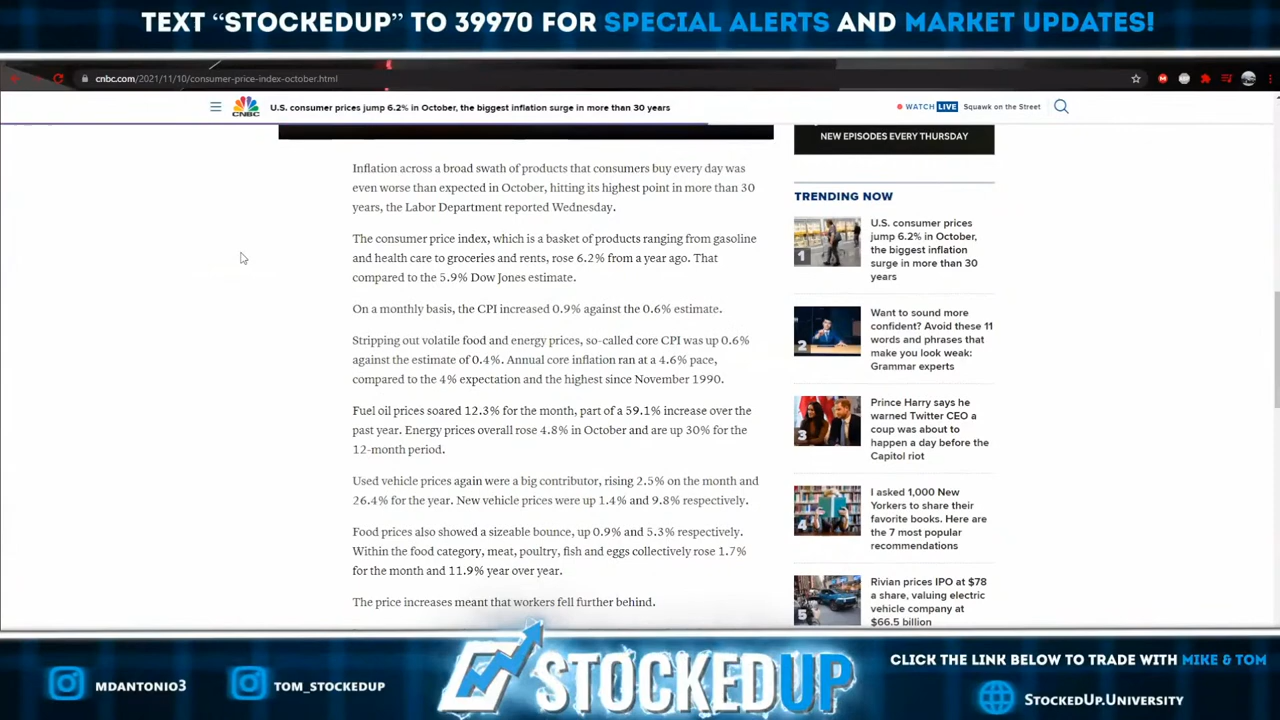 TEXT “STOCKEDUP” TO 39970 FOR SPECIAL ALERTS AND MARKET UPDATES!
cnbc.com/2021/11/10/consumer-price-index-october.html
CNBC
U.S. consumer prices jump 6.2% in October, the biggest inflation surge in more than 30 years
WATCH LIVE Squawk on the Street
NEW EPISODES EVERY THURSDAY
Inflation across a broad swath of products that consumers buy every day was
even worse than expected in October, hitting its highest point in more than 30
years, the Labor Department reported Wednesday.
The consumer price index, which is a basket of products ranging from gasoline
and health care to groceries and rents, rose 6.2% from a year ago. That
compared to the 5.9% Dow Jones estimate.
On a monthly basis, the CPI increased 0.9% against the 0.6% estimate.
Stripping out volatile food and energy prices, so-called core CPI was up 0.6%
against the estimate of 0.4%. Annual core inflation ran at a 4.6% pace,
compared to the 4% expectation and the highest since November 1990.
Fuel oil prices soared 12.3% for the month, part of a 59.1% increase over the
past year. Energy prices overall rose 4.8% in October and are up 30% for the
12-month period.
Used vehicle prices again were a big contributor, rising 2.5% on the month and
26.4% for the year. New vehicle prices were up 1.4% and 9.8% respectively.
Food prices also showed a sizeable bounce, up 0.9% and 5.3% respectively.
Within the food category, meat, poultry, fish and eggs collectively rose 1.7%
for the month and 11.9% year over year.
The price increases meant that workers fell further behind.
TRENDING NOW
1
U.S. consumer prices
jump 6.2% in October,
the biggest inflation
surge in more than 30
years
2
Want to sound more
confident? Avoid these 11
words and phrases that
make you look weak:
Grammar experts
3
Prince Harry says he
warned Twitter CEO a
coup was about to
happen a day before the
Capitol riot
4
I asked 1,000 New
Yorkers to share their
favorite books. Here are
the 7 most popular
recommendations
5
Rivian prices IPO at $78
a share, valuing electric
vehicle company at
$66.5 billion
MDANTONIO3
TOM_STOCKEDUP
STOCKEDUP
CLICK THE LINK BELOW TO TRADE WITH MIKE & TOM
STOCKEDUP.UNIVERSITY